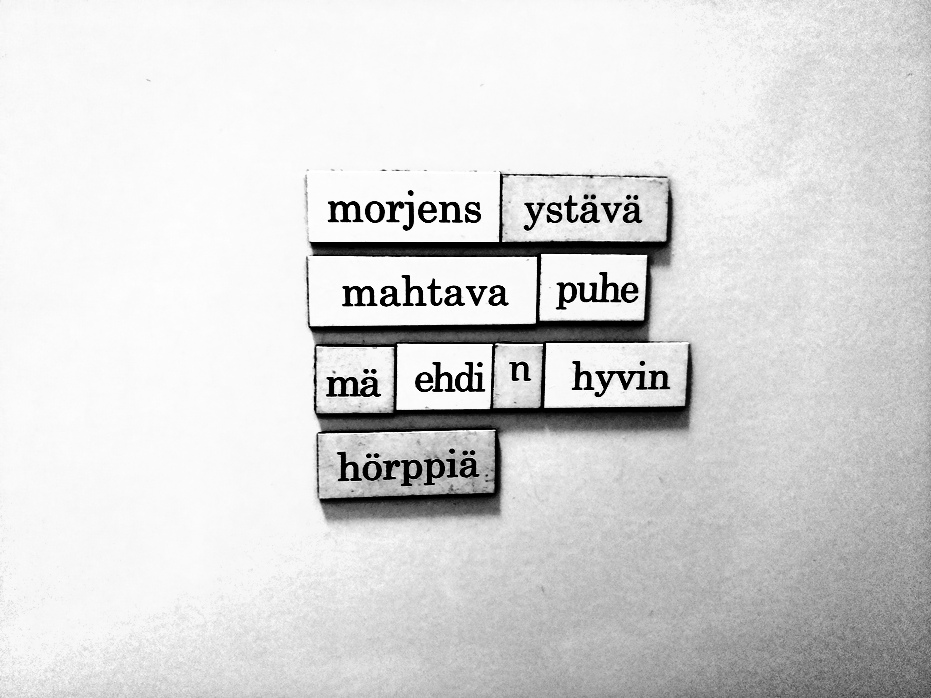 morjens ystävä
mahtava puhe
mä ehdi n hyvin
hörppiä